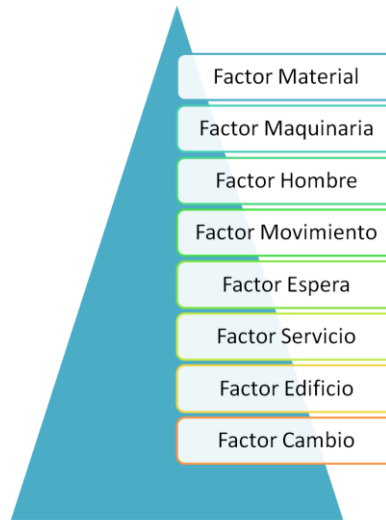 Factor Material
Factor Maquinaria
Factor Hombre
Factor Movimiento
Factor Espera
Factor Servicio
Factor Edificio
Factor Cambio